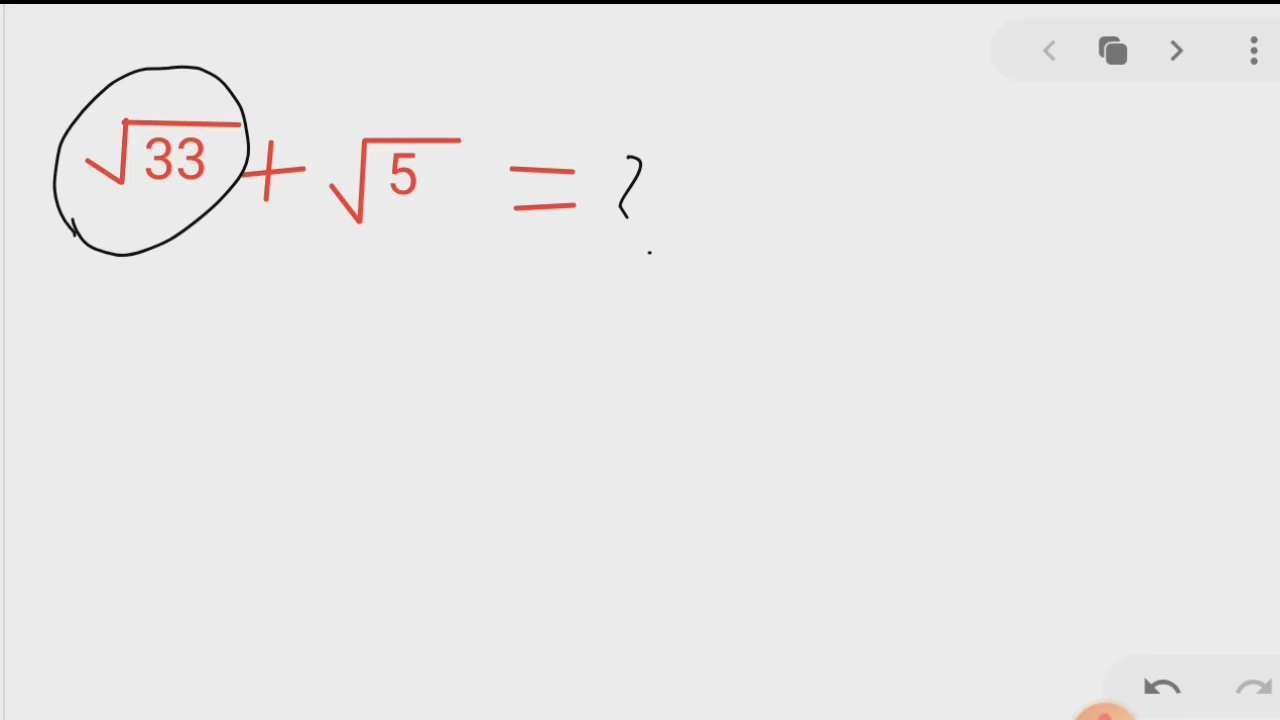 √33 + √5 = ?